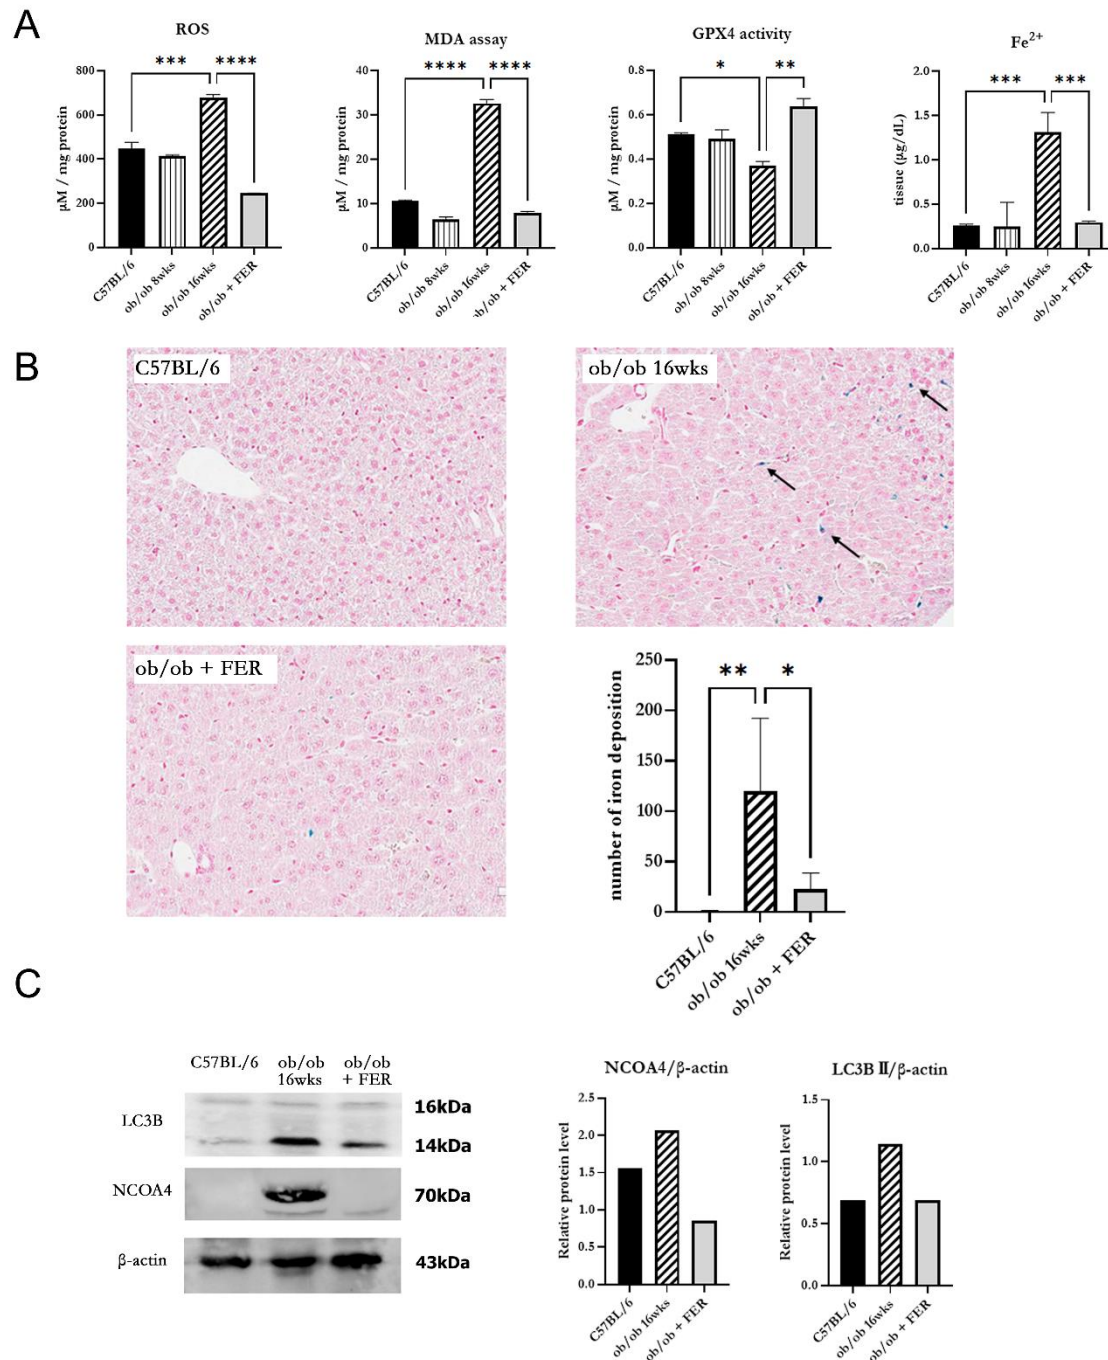 A
ROS
*** ****
μM / mg protein
800
600
400
200
0
C57BL/6
ob/ob 8wks
ob/ob 16wks
ob/ob + FER
MDA assay
**** ****
μM / mg protein
40
30
20
10
0
C57BL/6
ob/ob 8wks
ob/ob 16wks
ob/ob + FER
GPX4 activity
* **
μM / mg protein
0.8
0.6
0.4
0.2
0.0
C57BL/6
ob/ob 8wks
ob/ob 16wks
ob/ob + FER
Fe²⁺
*** ***
tissue (μg/dL)
2.0
1.5
1.0
0.5
0.0
C57BL/6
ob/ob 8wks
ob/ob 16wks
ob/ob + FER
B
C57BL/6
ob/ob 16wks
ob/ob + FER
** *
number of iron deposition
250
200
150
100
50
0
C57BL/6
ob/ob 16wks
ob/ob + FER
C
C57BL/6
ob/ob
16wks
ob/ob
+ FER
LC3B
16kDa
14kDa
NCOA4
70kDa
β-actin
43kDa
NCOA4/β-actin
Relative protein level
2.5
2.0
1.5
1.0
0.5
0.0
C57BL/6
ob/ob 16wks
ob/ob + FER
LC3B Ⅱ/β-actin
Relative protein level
1.5
1.0
0.5
0.0
C57BL/6
ob/ob 16wks
ob/ob + FER